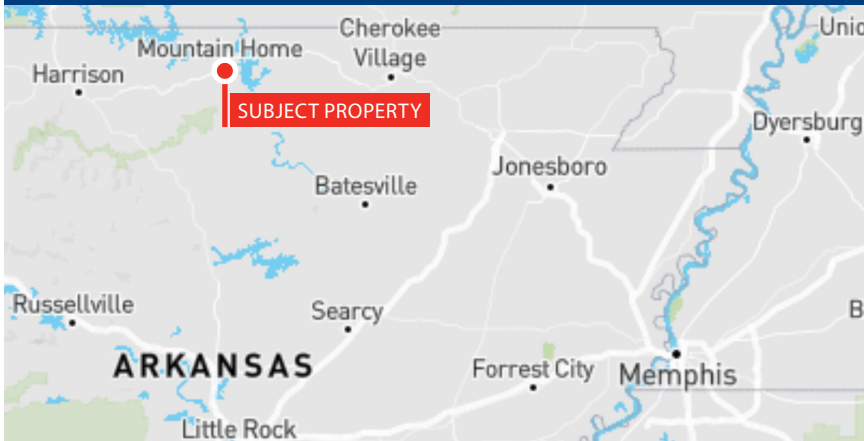 Cherokee
Village
Mountain Home
Harrison
SUBJECT PROPERTY
Dyersburg
Jonesboro
Batesville
Russellville
Searcy
ARKANSAS
Forrest City
Memphis
Little Rock